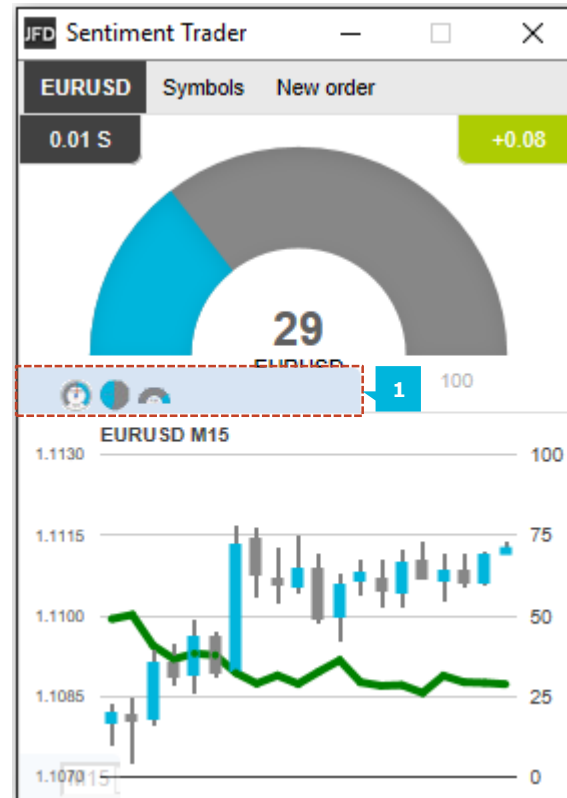 JFD Sentiment Trader
EURUSD Symbols New order
0.01 S +0.08
29
EURUSD
100
1
EURUSD M15
1.1130 100
1.1115 75
1.1100 50
1.1085 25
1.1070 0
M15